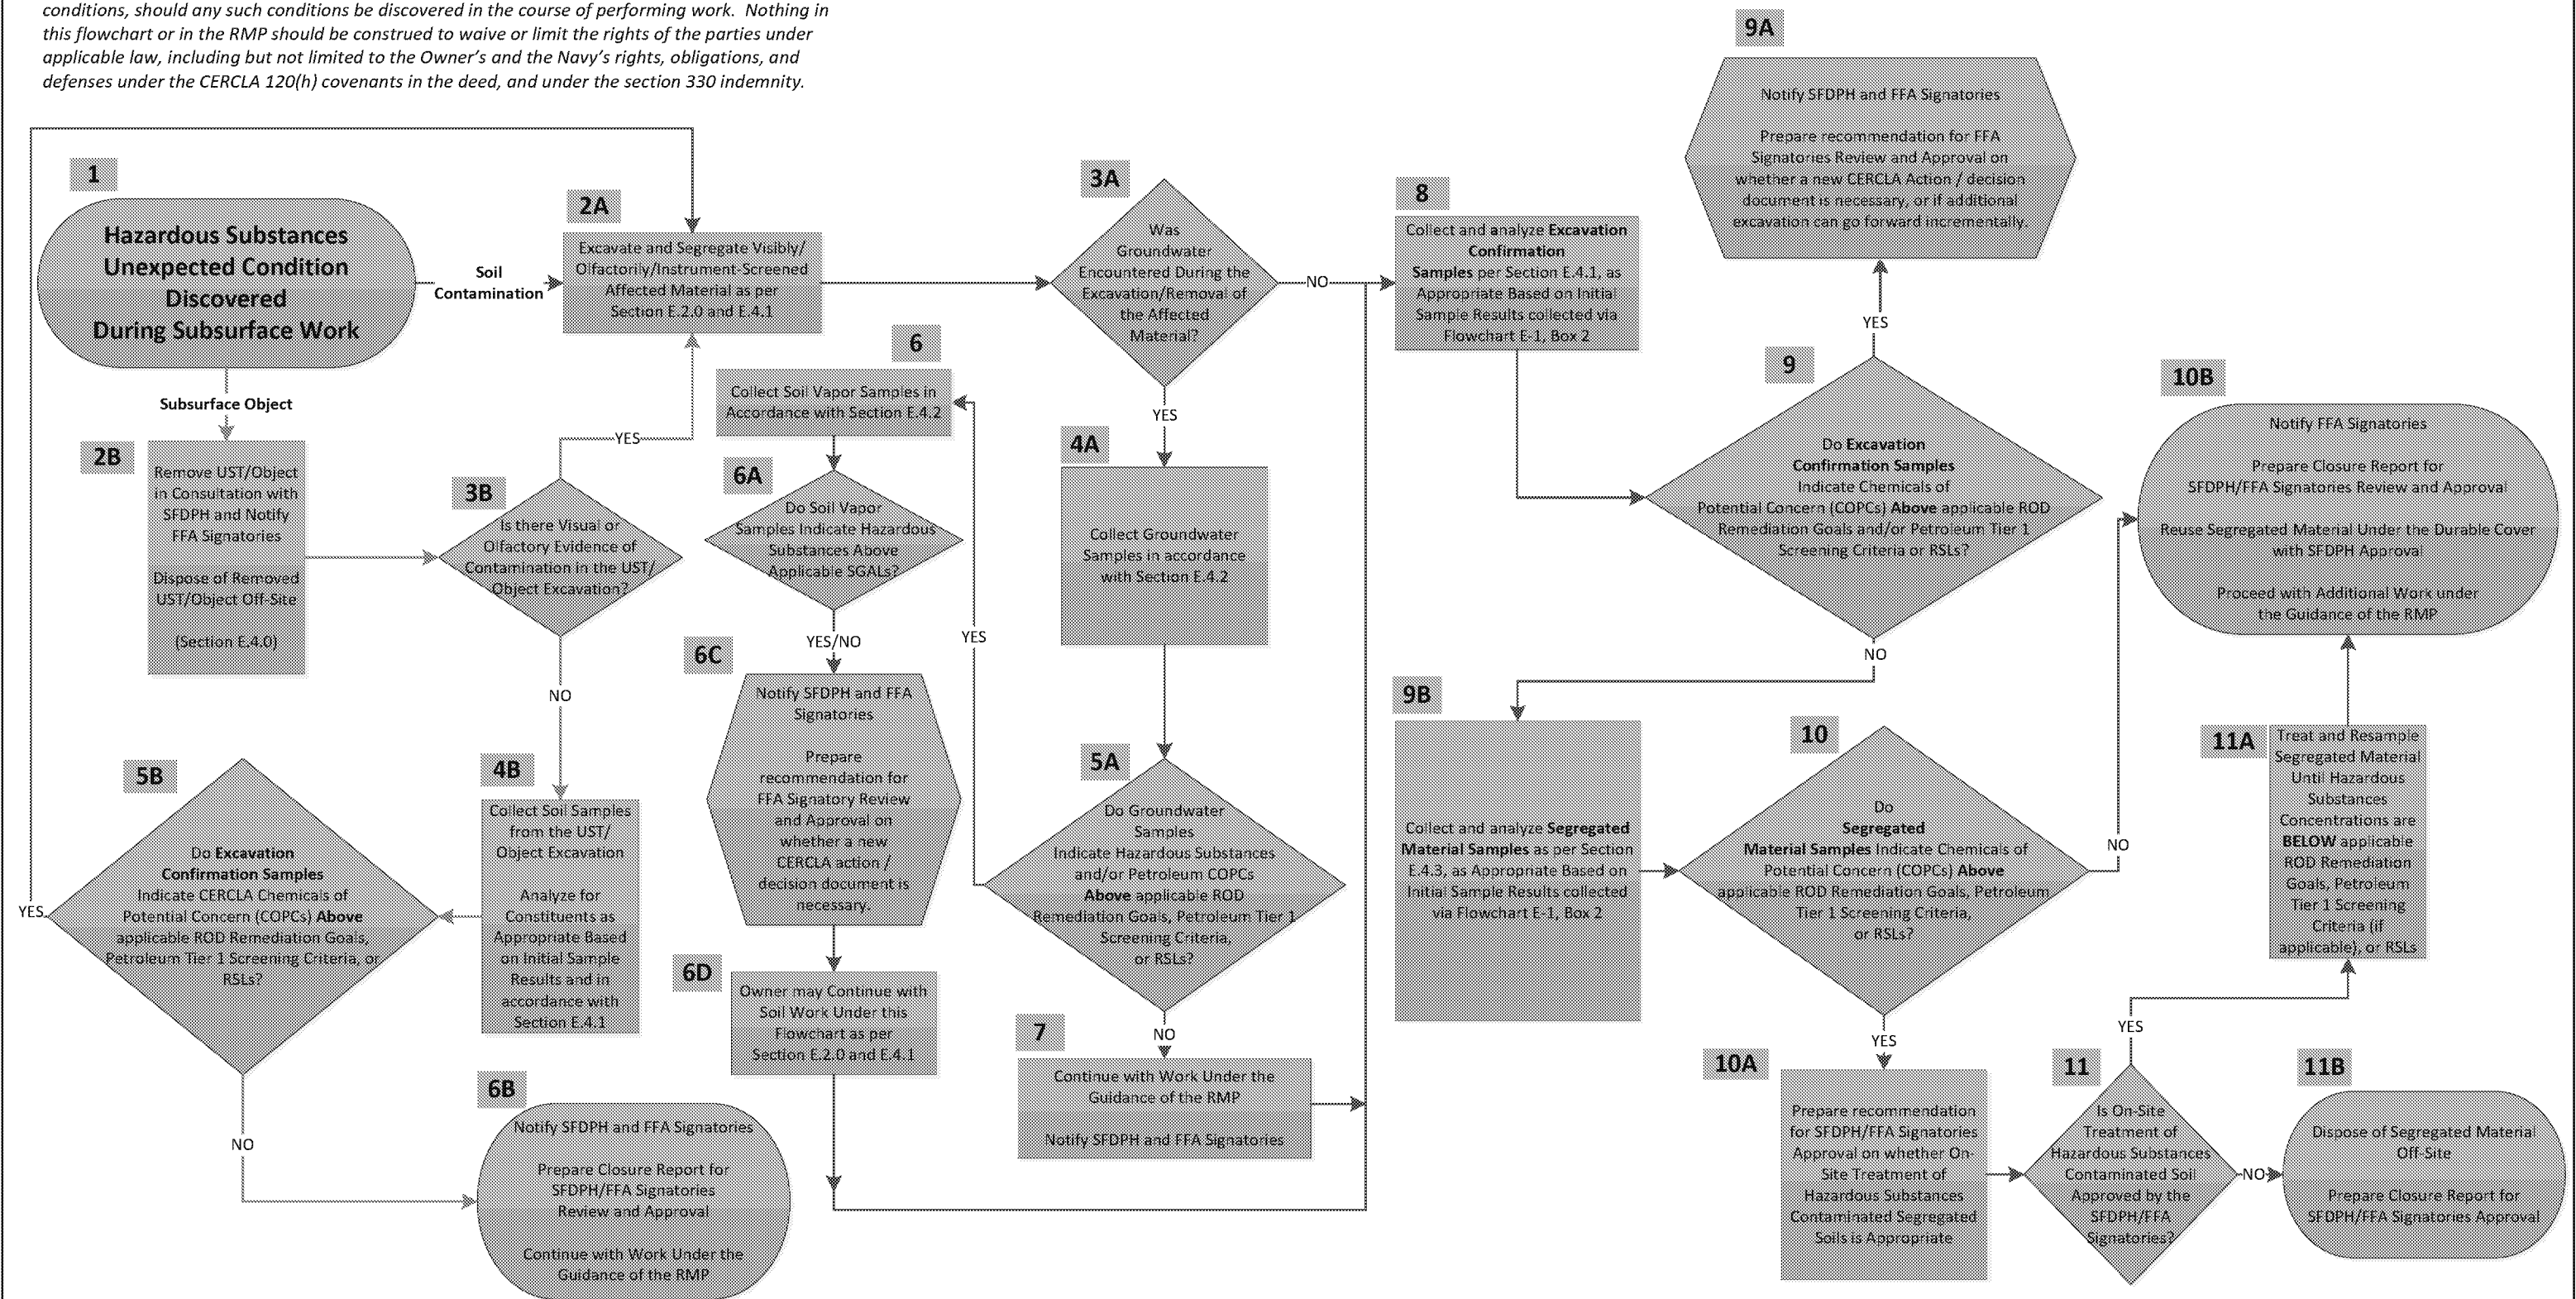 conditions, should any such conditions be discovered in the course of performing work.  Nothing in
this flowchart or in the RMP should be construed to waive or limit the rights of the parties under
applicable law, including but not limited to the Owner's and the Navy's rights, obligations, and
defenses under the CERCLA 120(h) covenants in the deed, and under the section 330 indemnity.
1
Hazardous Substances
Unexpected Condition
Discovered
During Subsurface Work
Soil
Contamination
Subsurface Object
2A
Excavate and Segregate Visibly/
Olfactorily/Instrument-Screened
Affected Material as per
Section E.2.0 and E.4.1
2B
Remove UST/Object
in Consultation with
SFDPH and Notify
FFA Signatories
Dispose of Removed
UST/Object Off-Site
(Section E.4.0)
3B
Is there Visual or
Olfactory Evidence of
Contamination in the UST/
Object Excavation?
YES
NO
4B
Collect Soil Samples
from the UST/
Object Excavation
Analyze for
Constituents as
Appropriate Based
on Initial Sample
Results and in
accordance with
Section E.4.1
5B
Do Excavation
Confirmation Samples
Indicate CERCLA Chemicals of
Potential Concern (COPCs) Above
applicable ROD Remediation Goals,
Petroleum Tier 1 Screening Criteria, or
RSLs?
YES
NO
6B
Notify SFDPH and FFA Signatories
Prepare Closure Report for
SFDPH/FFA Signatories
Review and Approval
Continue with Work Under the
Guidance of the RMP
3A
Was
Groundwater
Encountered During the
Excavation/Removal of
the Affected
Material?
NO
YES
4A
Collect Groundwater
Samples in accordance
with Section E.4.2
5A
Do Groundwater
Samples
Indicate Hazardous Substances
and/or Petroleum COPCs
Above applicable ROD
Remediation Goals, Petroleum Tier 1
Screening Criteria,
or RSLs?
YES
NO
6
Collect Soil Vapor Samples in
Accordance with Section E.4.2
6A
Do Soil Vapor
Samples Indicate Hazardous
Substances Above
Applicable SGALs?
YES/NO
6C
Notify SFDPH and FFA
Signatories
Prepare
recommendation for
FFA Signatory Review
and Approval on
whether a new
CERCLA action /
decision document is
necessary.
6D
Owner may Continue with
Soil Work Under this
Flowchart as per
Section E.2.0 and E.4.1
7
Continue with Work Under the
Guidance of the RMP
Notify SFDPH and FFA Signatories
8
Collect and analyze Excavation
Confirmation
Samples per Section E.4.1, as
Appropriate Based on Initial
Sample Results collected via
Flowchart E-1, Box 2
9
Do Excavation
Confirmation Samples
Indicate Chemicals of
Potential Concern (COPCs) Above applicable ROD
Remediation Goals and/or Petroleum Tier 1
Screening Criteria or RSLs?
YES
NO
9A
Notify SFDPH and FFA Signatories
Prepare recommendation for FFA
Signatories Review and Approval on
whether a new CERCLA Action / decision
document is necessary, or if additional
excavation can go forward incrementally.
9B
Collect and analyze Segregated
Material Samples as per Section
E.4.3, as Appropriate Based on
Initial Sample Results collected
via Flowchart E-1, Box 2
10
Do
Segregated
Material Samples Indicate Chemicals of
Potential Concern (COPCs) Above
applicable ROD Remediation Goals, Petroleum
Tier 1 Screening Criteria,
or RSLs?
NO
YES
10A
Prepare recommendation
for SFDPH/FFA Signatories
Approval on whether On-
Site Treatment of
Hazardous Substances
Contaminated Segregated
Soils is Appropriate
10B
Notify FFA Signatories
Prepare Closure Report for
SFDPH/FFA Signatories Review and Approval
Reuse Segregated Material Under the Durable Cover
with SFDPH Approval
Proceed with Additional Work under
the Guidance of the RMP
11
Is On-Site
Treatment of
Hazardous Substances
Contaminated Soil
Approved by the
SFDPH/FFA
Signatories?
YES
NO
11A
Treat and Resample
Segregated Material
Until Hazardous
Substances
Concentrations are
BELOW applicable
ROD Remediation
Goals, Petroleum
Tier 1 Screening
Criteria (if
applicable), or RSLs
11B
Dispose of Segregated Material
Off-Site
Prepare Closure Report for
SFDPH/FFA Signatories Approval